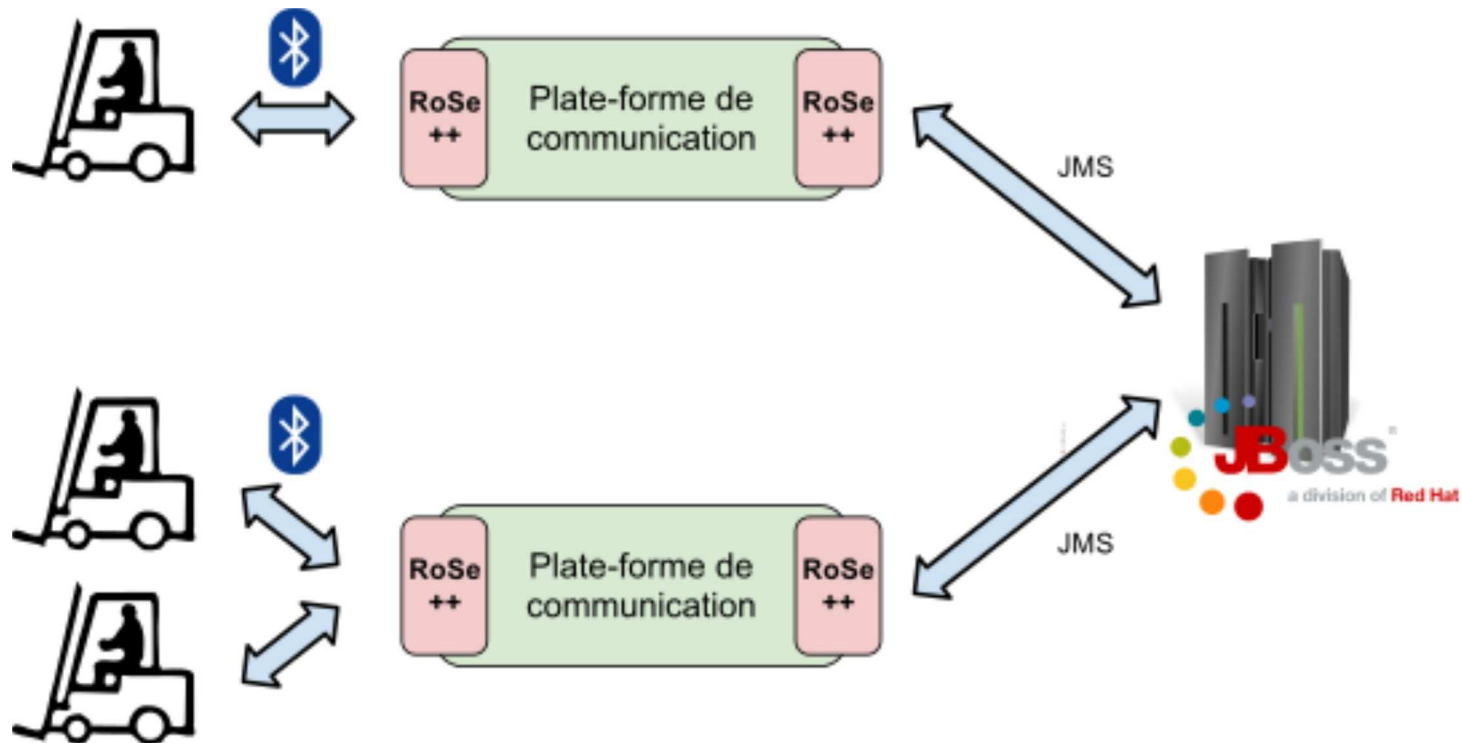 RoSe
++
Plate-forme de
communication
RoSe
++
JMS
JBoss®
a division of Red Hat
RoSe
++
Plate-forme de
communication
RoSe
++
JMS